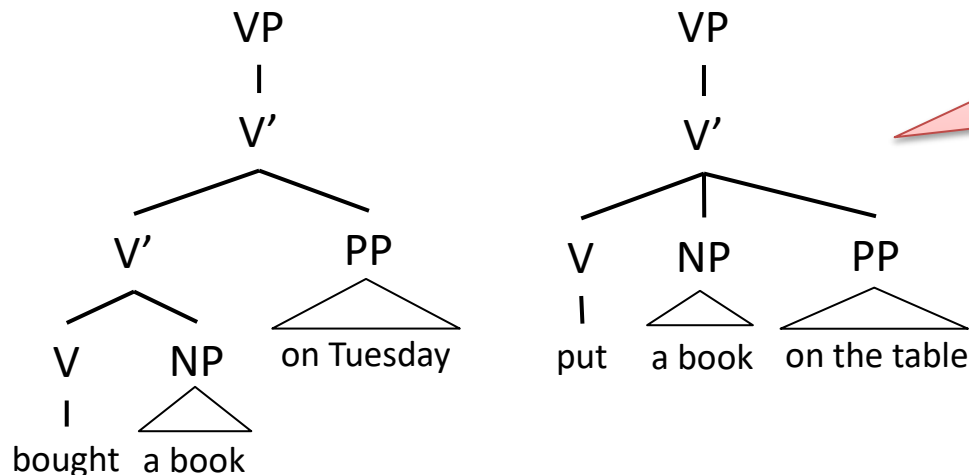 VP VP
V’ V’
V’ PP V NP PP
on Tuesday put a book on the table
V NP
bought a book